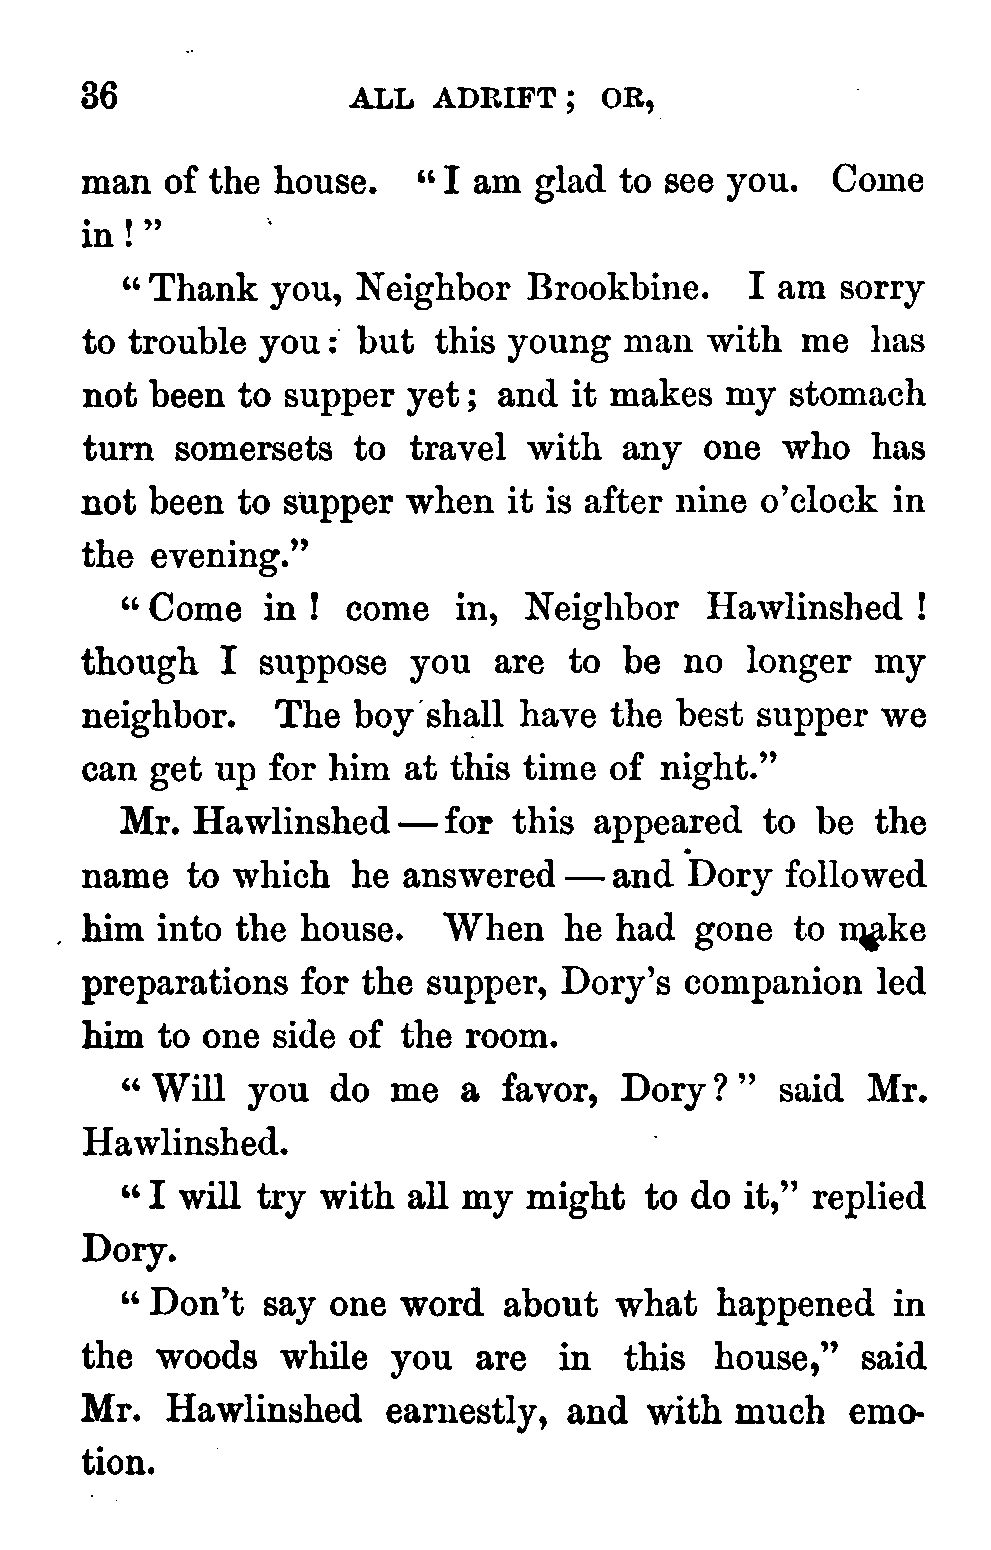 36 ALL ADRIFT; OR,
man of the house. "I am glad to see you. Come
in!"
"Thank you, Neighbor Brookbine. I am sorry
to trouble you: but this young man with me has
not been to supper yet; and it makes my stomach
turn somersets to travel with any one who has
not been to supper when it is after nine o'clock in
the evening."
"Come in! come in, Neighbor Hawlinshed!
though I suppose you are to be no longer my
neighbor. The boy shall have the best supper we
can get up for him at this time of night."
Mr. Hawlinshed—for this appeared to be the
name to which he answered—and Dory followed
him into the house. When he had gone to make
preparations for the supper, Dory's companion led
him to one side of the room.
"Will you do me a favor, Dory?" said Mr.
Hawlinshed.
"I will try with all my might to do it," replied
Dory.
"Don't say one word about what happened in
the woods while you are in this house," said
Mr. Hawlinshed earnestly, and with much emo-
tion.